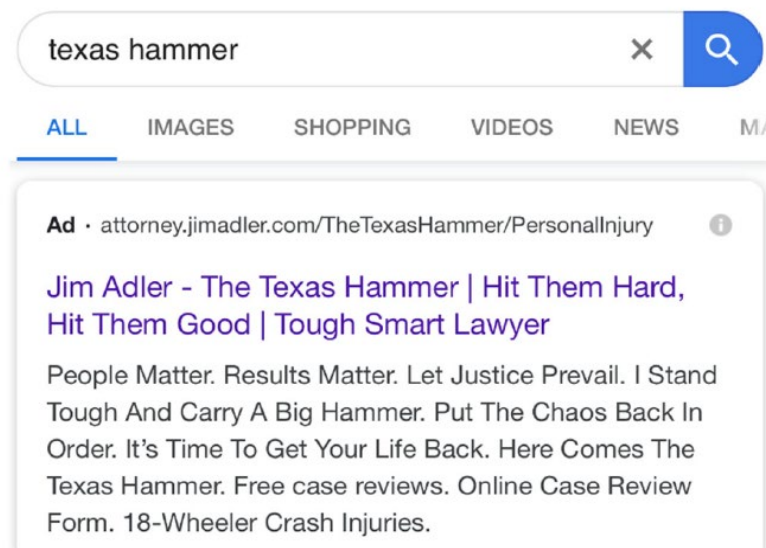 texas hammer
ALL IMAGES SHOPPING VIDEOS NEWS
Ad · attorney.jimadler.com/TheTexasHammer/PersonalInjury
Jim Adler - The Texas Hammer | Hit Them Hard,
Hit Them Good | Tough Smart Lawyer
People Matter. Results Matter. Let Justice Prevail. I Stand
Tough And Carry A Big Hammer. Put The Chaos Back In
Order. It’s Time To Get Your Life Back. Here Comes The
Texas Hammer. Free case reviews. Online Case Review
Form. 18-Wheeler Crash Injuries.